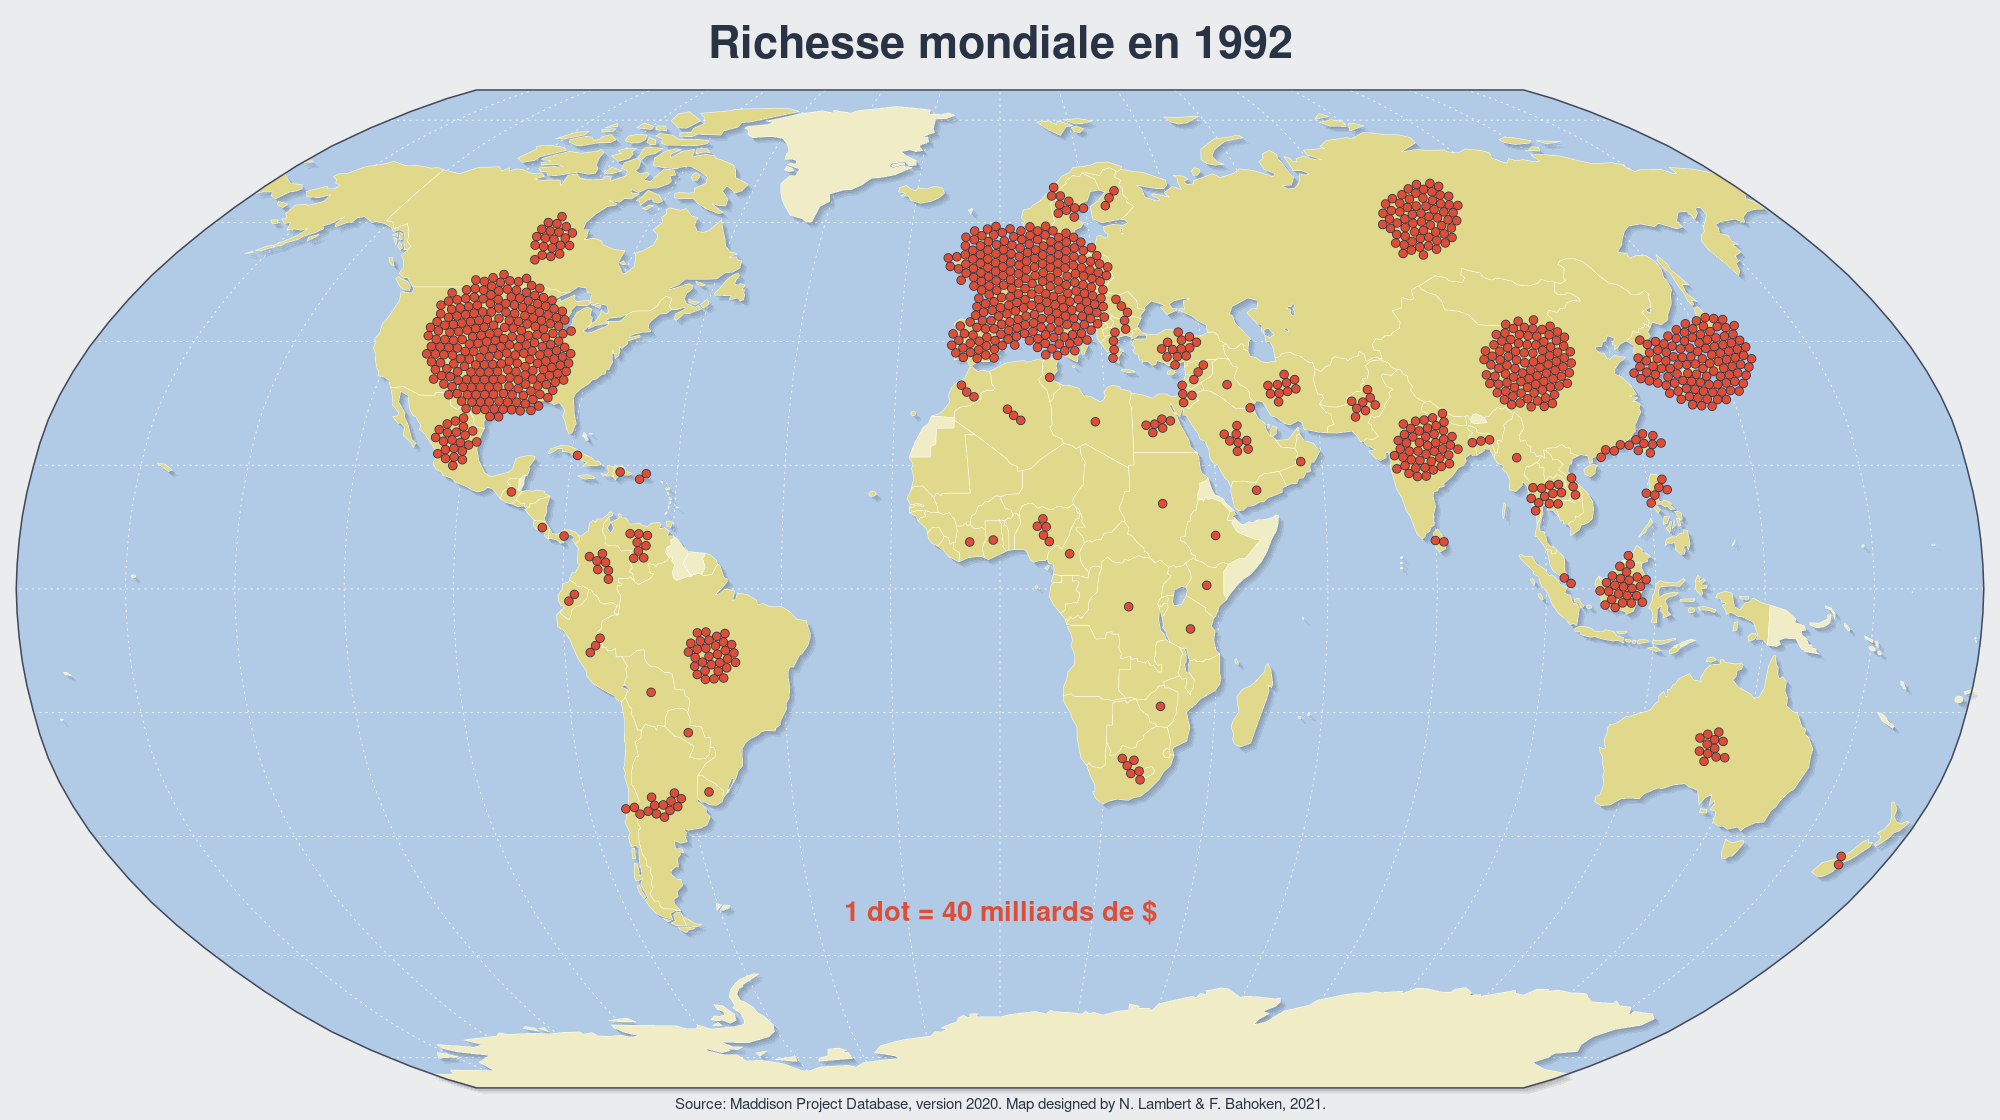 Richesse mondiale en 1992
1 dot = 40 milliards de $
Source: Maddison Project Database, version 2020. Map designed by N. Lambert & F. Bahoken, 2021.